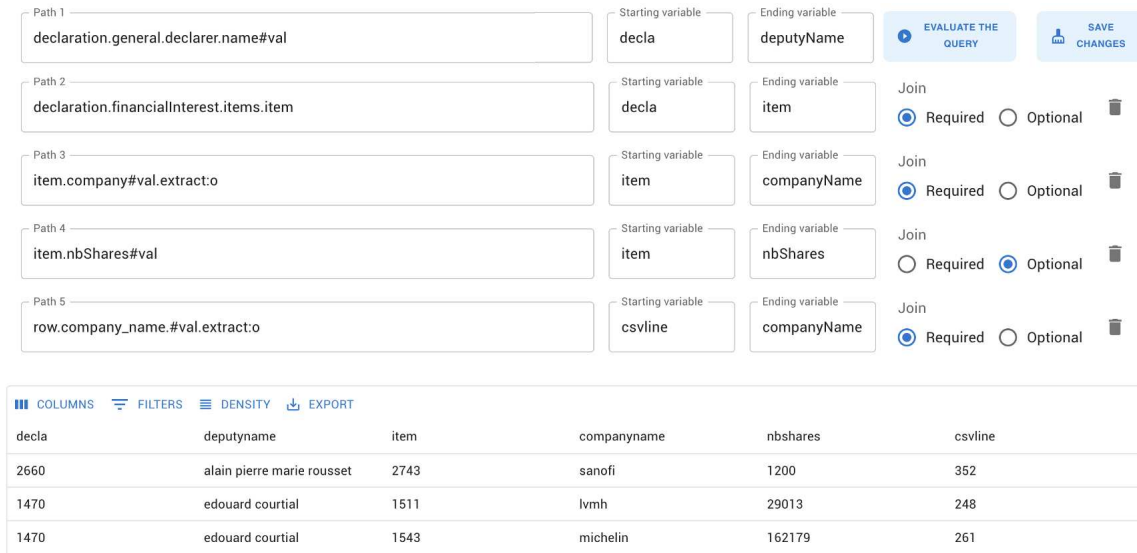 Path 1 Starting variable Ending variable
declaration.general.declarer.name#val decla deputyName EVALUATE THE QUERY SAVE CHANGES
Path 2 Starting variable Ending variable Join
declaration.financialInterest.items.item decla item Required Optional
Path 3 Starting variable Ending variable Join
item.company#val.extract:o item companyName Required Optional
Path 4 Starting variable Ending variable Join
item.nbShares#val item nbShares Required Optional
Path 5 Starting variable Ending variable Join
row.company_name.#val.extract:o csvline companyName Required Optional
COLUMNS FILTERS DENSITY EXPORT
decla deputyname item companyname nbshares csvline
2660 alain pierre marie rousset 2743 sanofi 1200 352
1470 edouard courtial 1511 lvmh 29013 248
1470 edouard courtial 1543 michelin 162179 261